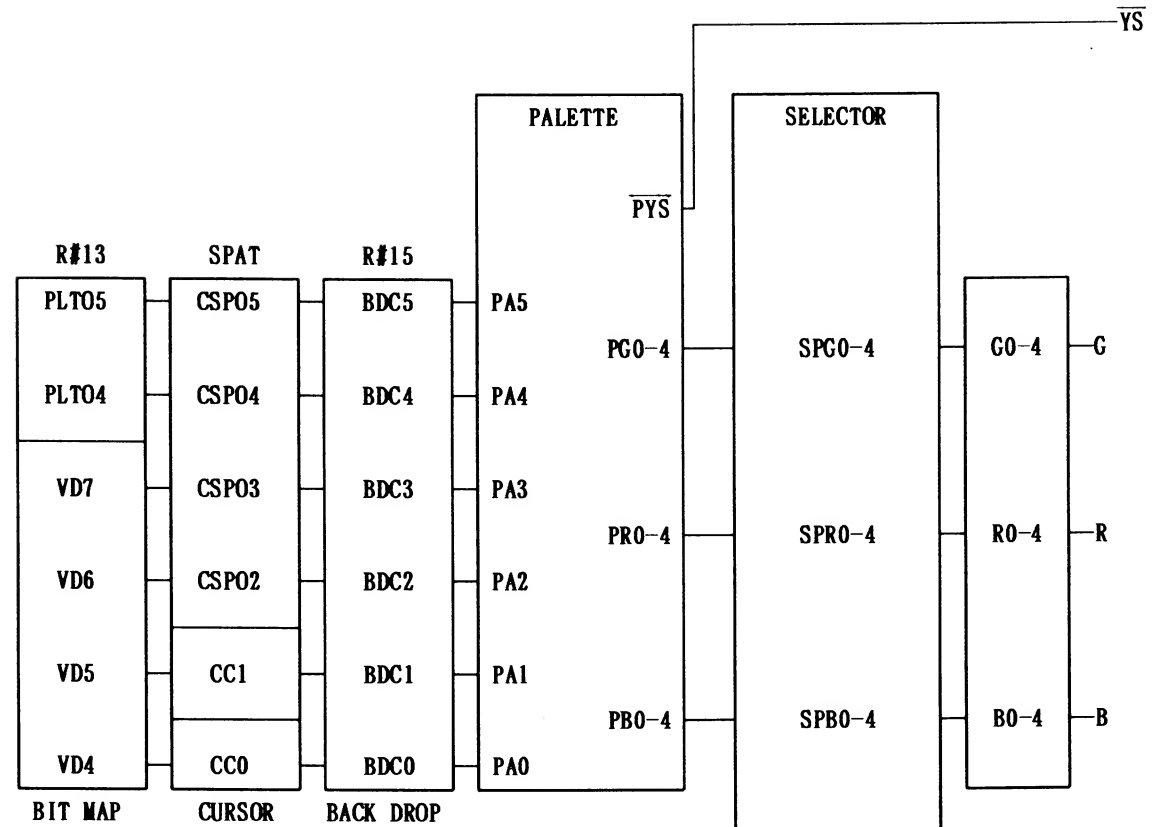 YS
PALETTE SELECTOR
PYS
R#13 SPAT R#15
PLTO5 CSPO5 BDC5 PA5
PG0-4 SPG0-4 G0-4 G
PLTO4 CSPO4 BDC4 PA4
VD7 CSPO3 BDC3 PA3
PR0-4 SPR0-4 R0-4 R
VD6 CSPO2 BDC2 PA2
VD5 CC1 BDC1 PA1
PB0-4 SPB0-4 B0-4 B
VD4 CC0 BDC0 PA0
BIT MAP CURSOR BACK DROP